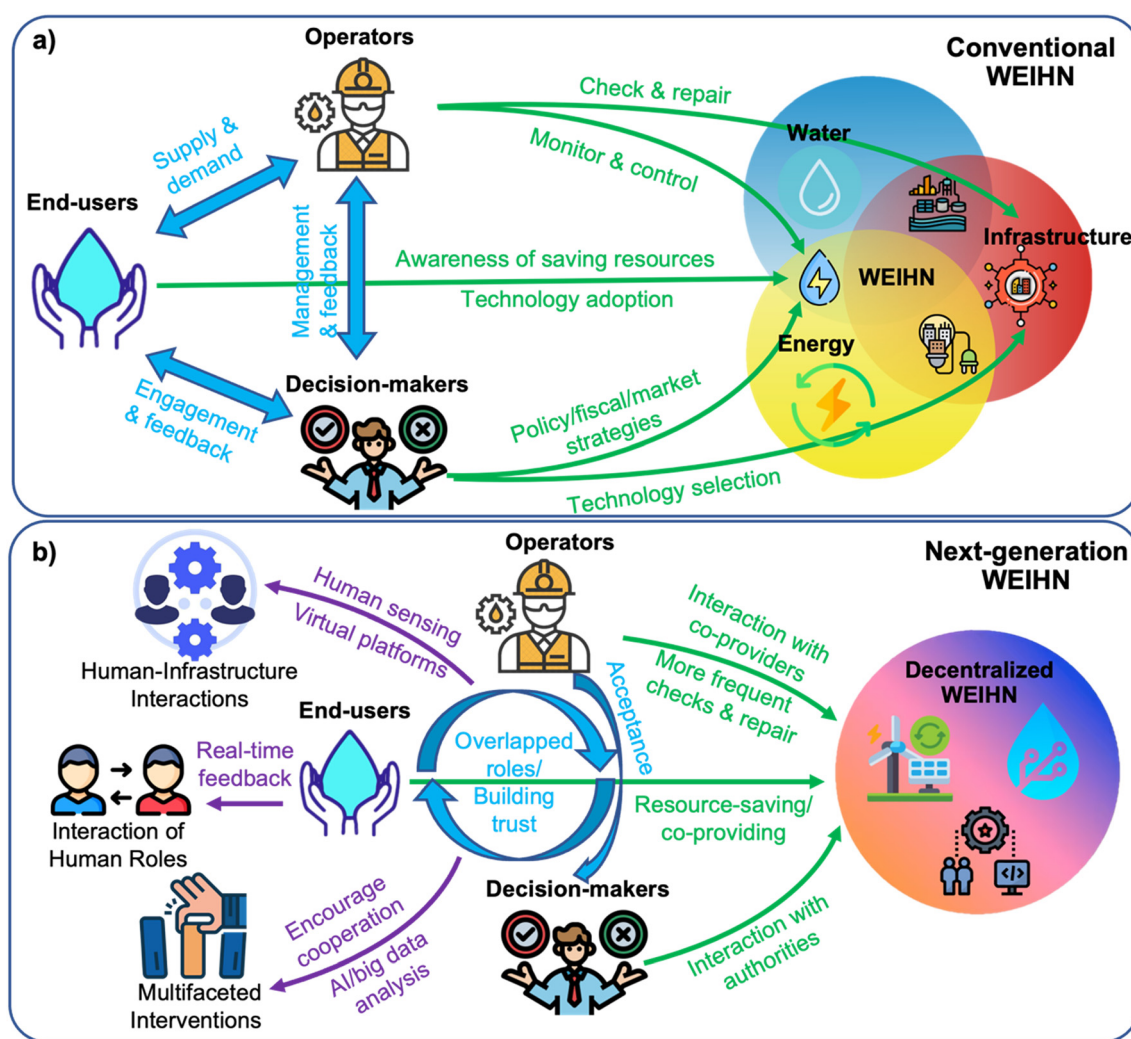 a)
Operators
Conventional
WEIHN
Check & repair
Monitor & control
Water
Supply &
demand
End-users
Infrastructure
Management
& feedback
Awareness of saving resources
Technology adoption
WEIHN
Energy
Engagement
& feedback
Decision-makers
Policy/fiscal/market
strategies
Technology selection
b)
Operators
Next-generation
WEIHN
Human sensing
Virtual platforms
Human-Infrastructure
Interactions
Interaction with
co-providers
More frequent
checks & repair
Acceptance
Decentralized
WEIHN
End-users
Real-time
feedback
Overlapped
roles/
Building
trust
Resource-saving/
co-providing
Interaction of
Human Roles
Decision-makers
Encourage
cooperation
AI/big data
analysis
Interaction with
authorities
</>
Multifaceted
Interventions